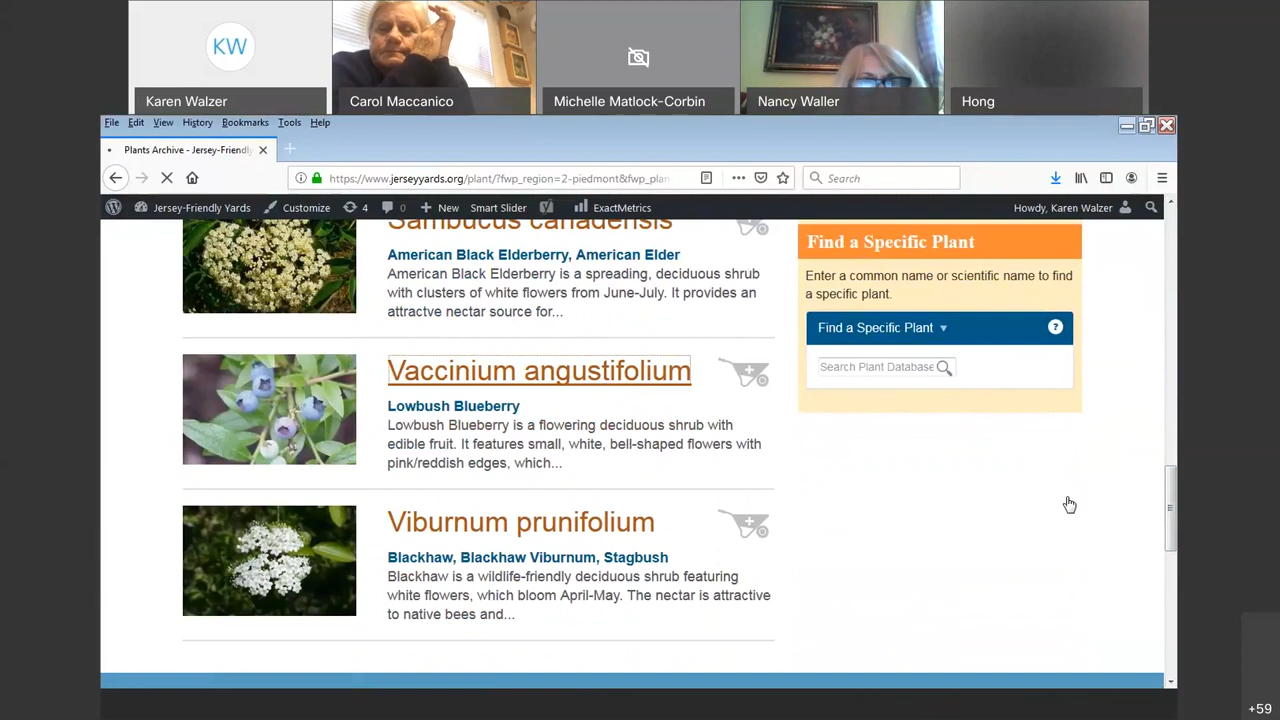 KW
Karen Walzer
Carol Maccanico
Michelle Matlock-Corbin
Nancy Waller
Hong
File Edit View History Bookmarks Tools Help
Plants Archive - Jersey-Friendly
https://www.jerseyyards.org/plant/?fwp_region=2-piedmont&fwp_plan
Search
Jersey-Friendly Yards Customize 4 New Smart Slider ExactMetrics Howdy, Karen Walzer
Sambucus canadensis
American Black Elderberry, American Elder
American Black Elderberry is a spreading, deciduous shrub
with clusters of white flowers from June-July. It provides an
attractve nectar source for...
Vaccinium angustifolium
Lowbush Blueberry
Lowbush Blueberry is a flowering deciduous shrub with
edible fruit. It features small, white, bell-shaped flowers with
pink/reddish edges, which...
Viburnum prunifolium
Blackhaw, Blackhaw Viburnum, Stagbush
Blackhaw is a wildlife-friendly deciduous shrub featuring
white flowers, which bloom April-May. The nectar is attractive
to native bees and...
Find a Specific Plant
Enter a common name or scientific name to find
a specific plant.
Find a Specific Plant ?
Search Plant Database
+59